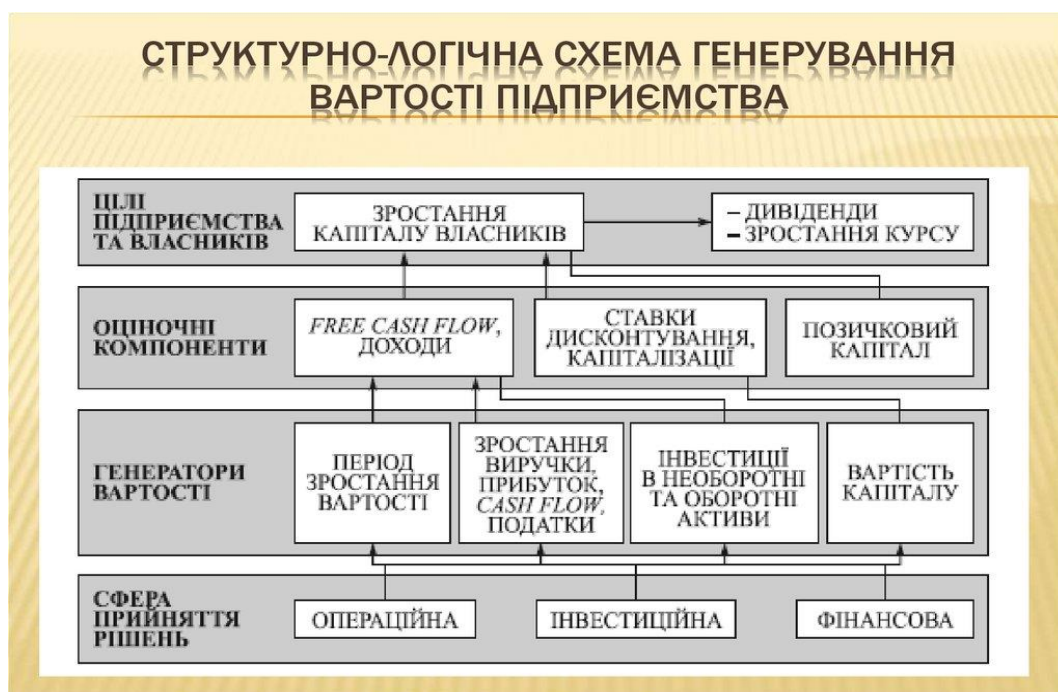 СТРУКТУРНО-ЛОГІЧНА СХЕМА ГЕНЕРУВАННЯ
ВАРТОСТІ ПІДПРИЄМСТВА
ЦІЛІ
ПІДПРИЄМСТВА
ТА ВЛАСНИКІВ
ЗРОСТАННЯ
КАПІТАЛУ ВЛАСНИКІВ
– ДИВІДЕНДИ
– ЗРОСТАННЯ КУРСУ
ОЦІНОЧНІ
КОМПОНЕНТИ
FREE CASH FLOW,
ДОХОДИ
СТАВКИ
ДИСКОНТУВАННЯ,
КАПІТАЛІЗАЦІЇ
ПОЗИЧКОВИЙ
КАПІТАЛ
ГЕНЕРАТОРИ
ВАРТОСТІ
ПЕРІОД
ЗРОСТАННЯ
ВАРТОСТІ
ЗРОСТАННЯ
ВИРУЧКИ,
ПРИБУТОК,
CASH FLOW,
ПОДАТКИ
ІНВЕСТИЦІЇ
В НЕОБОРОТНІ
ТА ОБОРОТНІ
АКТИВИ
ВАРТІСТЬ
КАПІТАЛУ
СФЕРА
ПРИЙНЯТТЯ
РІШЕНЬ
ОПЕРАЦІЙНА
ІНВЕСТИЦІЙНА
ФІНАНСОВА